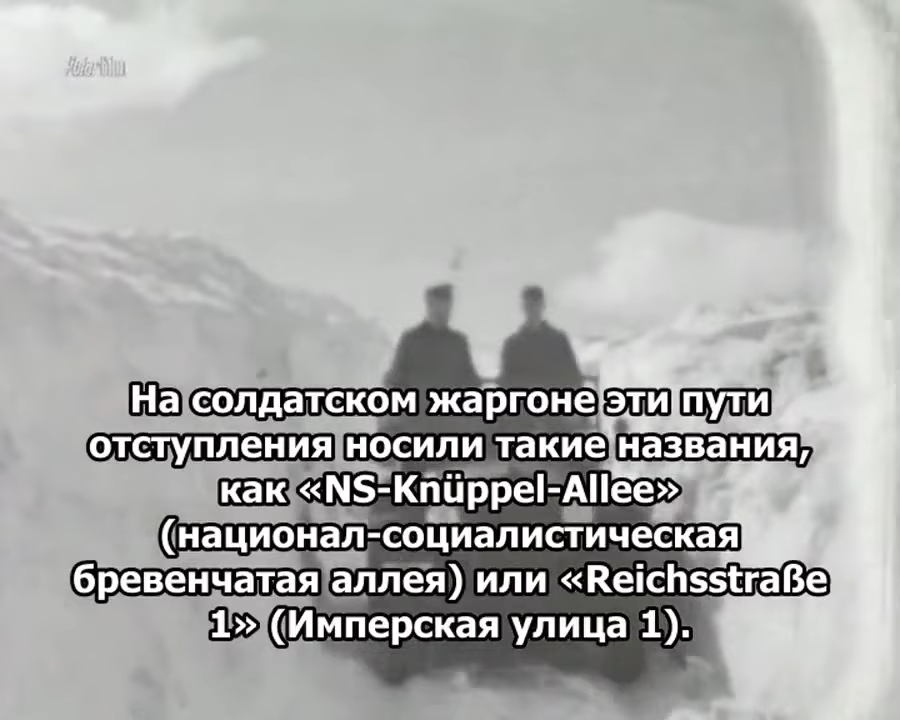 На солдатском жаргоне эти пути
отступления носили такие названия,
как «NS-Knüppel-Allee»
(национал-социалистическая
бревенчатая аллея) или «Reichsstraße
1» (Имперская улица 1).